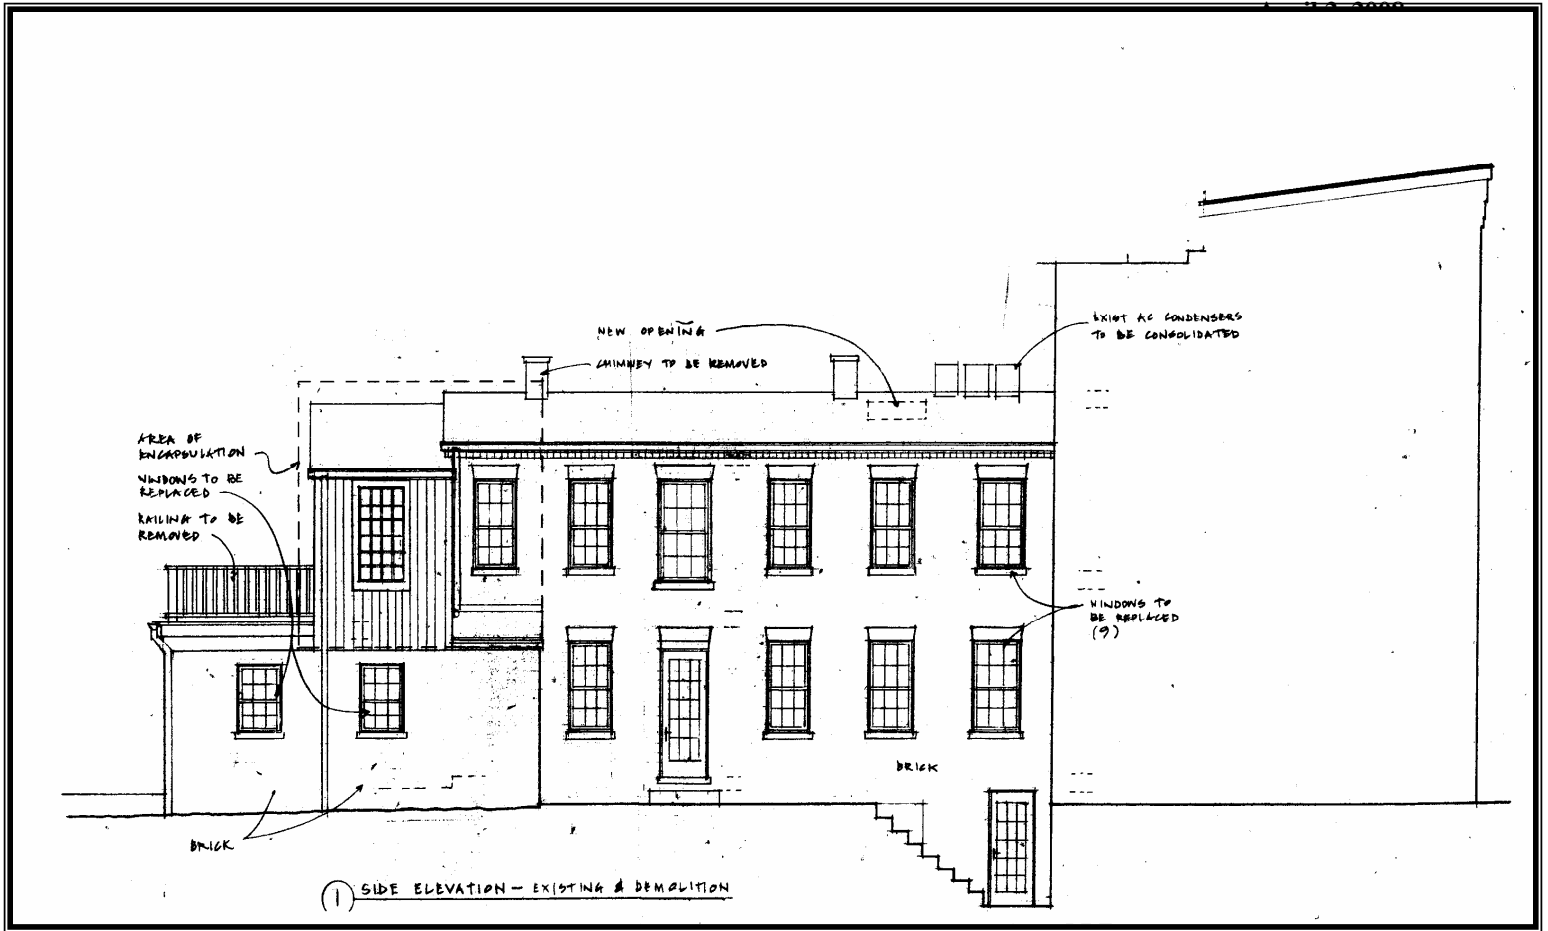 NEW OPENING
CHIMNEY TO BE REMOVED
EXIST AC CONDENSERS
TO BE CONSOLIDATED
AREA OF
ENCAPSULATION
WINDOWS TO BE
REPLACED
RAILING TO BE
REMOVED
WINDOWS TO
BE REPLACED
(9)
BRICK
BRICK
1 SIDE ELEVATION - EXISTING & DEMOLITION